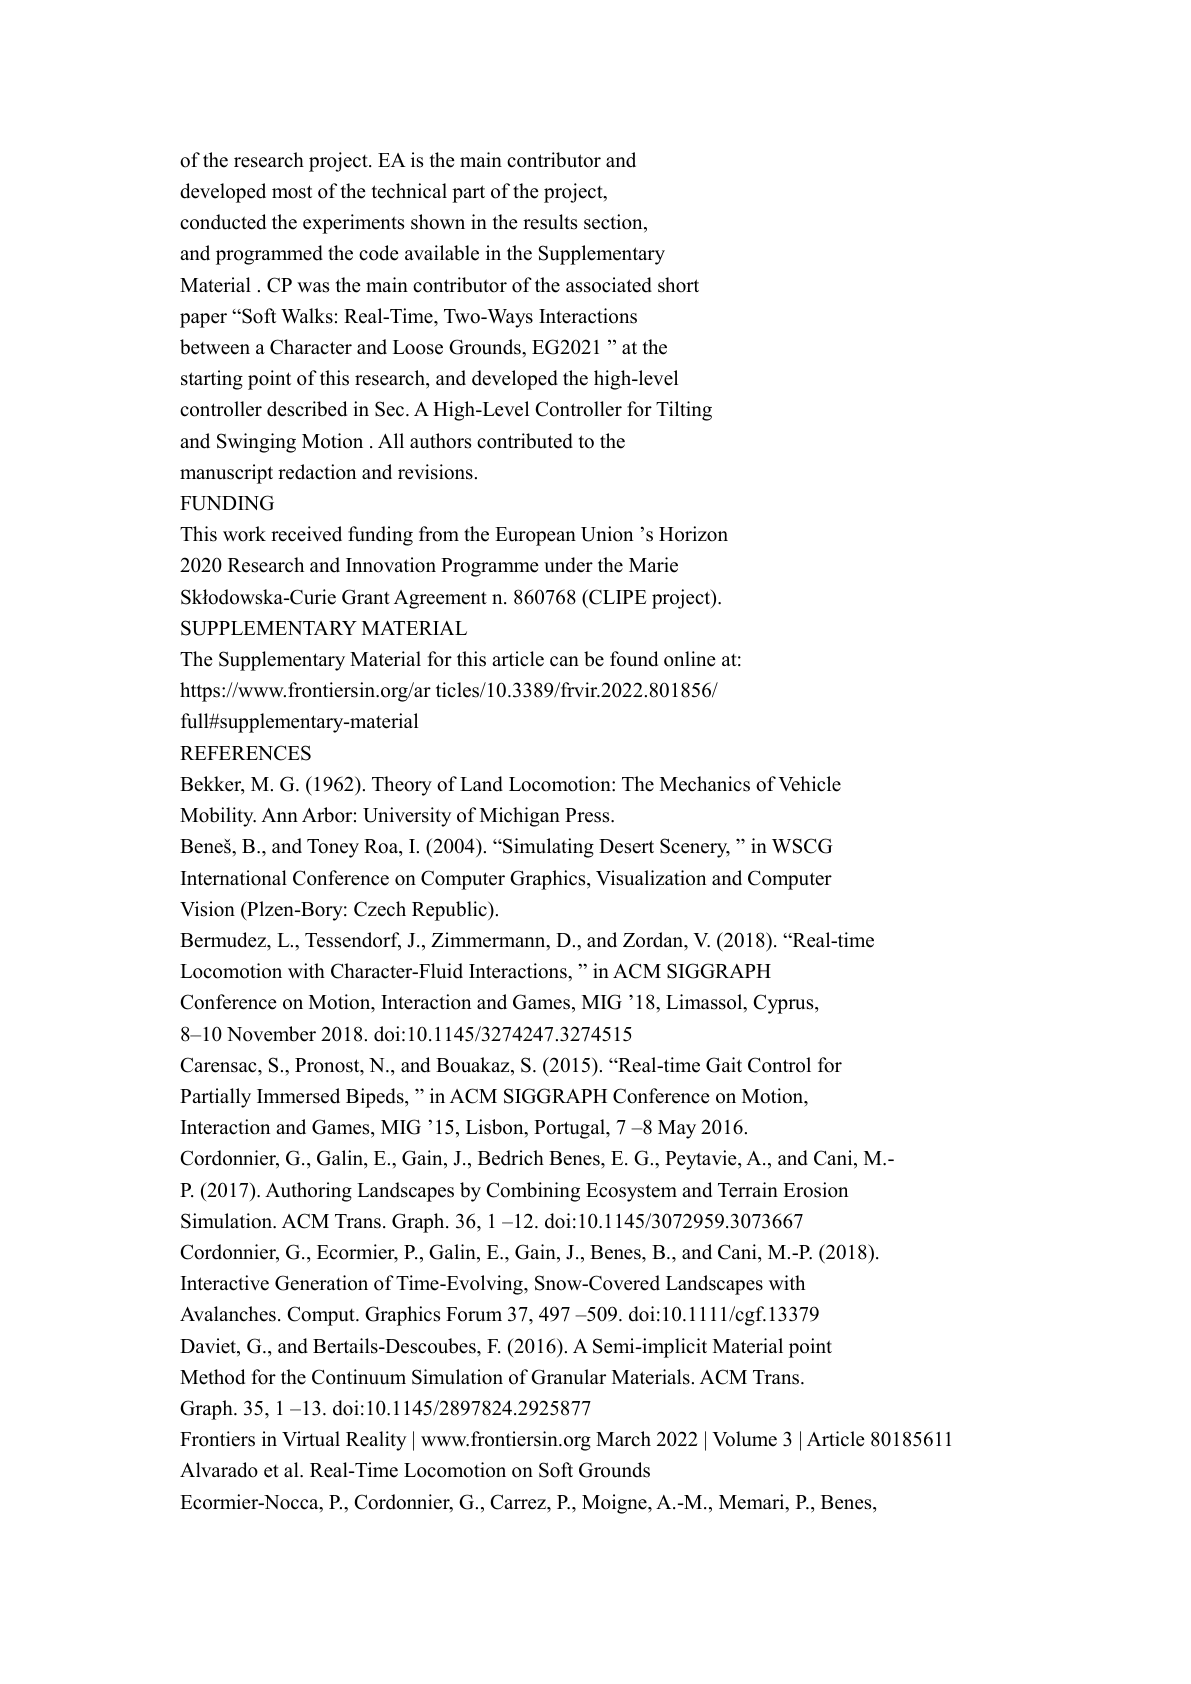 of the research project. EA is the main contributor and
developed most of the technical part of the project,
conducted the experiments shown in the results section,
and programmed the code available in the Supplementary
Material . CP was the main contributor of the associated short
paper “Soft Walks: Real-Time, Two-Ways Interactions
between a Character and Loose Grounds, EG2021 ” at the
starting point of this research, and developed the high-level
controller described in Sec. A High-Level Controller for Tilting
and Swinging Motion . All authors contributed to the
manuscript redaction and revisions.
FUNDING
This work received funding from the European Union ’s Horizon
2020 Research and Innovation Programme under the Marie
Skłodowska-Curie Grant Agreement n. 860768 (CLIPE project).
SUPPLEMENTARY MATERIAL
The Supplementary Material for this article can be found online at:
https://www.frontiersin.org/ar ticles/10.3389/frvir.2022.801856/
full#supplementary-material
REFERENCES
Bekker, M. G. (1962). Theory of Land Locomotion: The Mechanics of Vehicle
Mobility. Ann Arbor: University of Michigan Press.
Beneš, B., and Toney Roa, I. (2004). “Simulating Desert Scenery, ” in WSCG
International Conference on Computer Graphics, Visualization and Computer
Vision (Plzen-Bory: Czech Republic).
Bermudez, L., Tessendorf, J., Zimmermann, D., and Zordan, V. (2018). “Real-time
Locomotion with Character-Fluid Interactions, ” in ACM SIGGRAPH
Conference on Motion, Interaction and Games, MIG ’18, Limassol, Cyprus,
8–10 November 2018. doi:10.1145/3274247.3274515
Carensac, S., Pronost, N., and Bouakaz, S. (2015). “Real-time Gait Control for
Partially Immersed Bipeds, ” in ACM SIGGRAPH Conference on Motion,
Interaction and Games, MIG ’15, Lisbon, Portugal, 7 –8 May 2016.
Cordonnier, G., Galin, E., Gain, J., Bedrich Benes, E. G., Peytavie, A., and Cani, M.-
P. (2017). Authoring Landscapes by Combining Ecosystem and Terrain Erosion
Simulation. ACM Trans. Graph. 36, 1 –12. doi:10.1145/3072959.3073667
Cordonnier, G., Ecormier, P., Galin, E., Gain, J., Benes, B., and Cani, M.-P. (2018).
Interactive Generation of Time-Evolving, Snow-Covered Landscapes with
Avalanches. Comput. Graphics Forum 37, 497 –509. doi:10.1111/cgf.13379
Daviet, G., and Bertails-Descoubes, F. (2016). A Semi-implicit Material point
Method for the Continuum Simulation of Granular Materials. ACM Trans.
Graph. 35, 1 –13. doi:10.1145/2897824.2925877
Frontiers in Virtual Reality | www.frontiersin.org March 2022 | Volume 3 | Article 80185611
Alvarado et al. Real-Time Locomotion on Soft Grounds
Ecormier-Nocca, P., Cordonnier, G., Carrez, P., Moigne, A.-M., Memari, P., Benes,